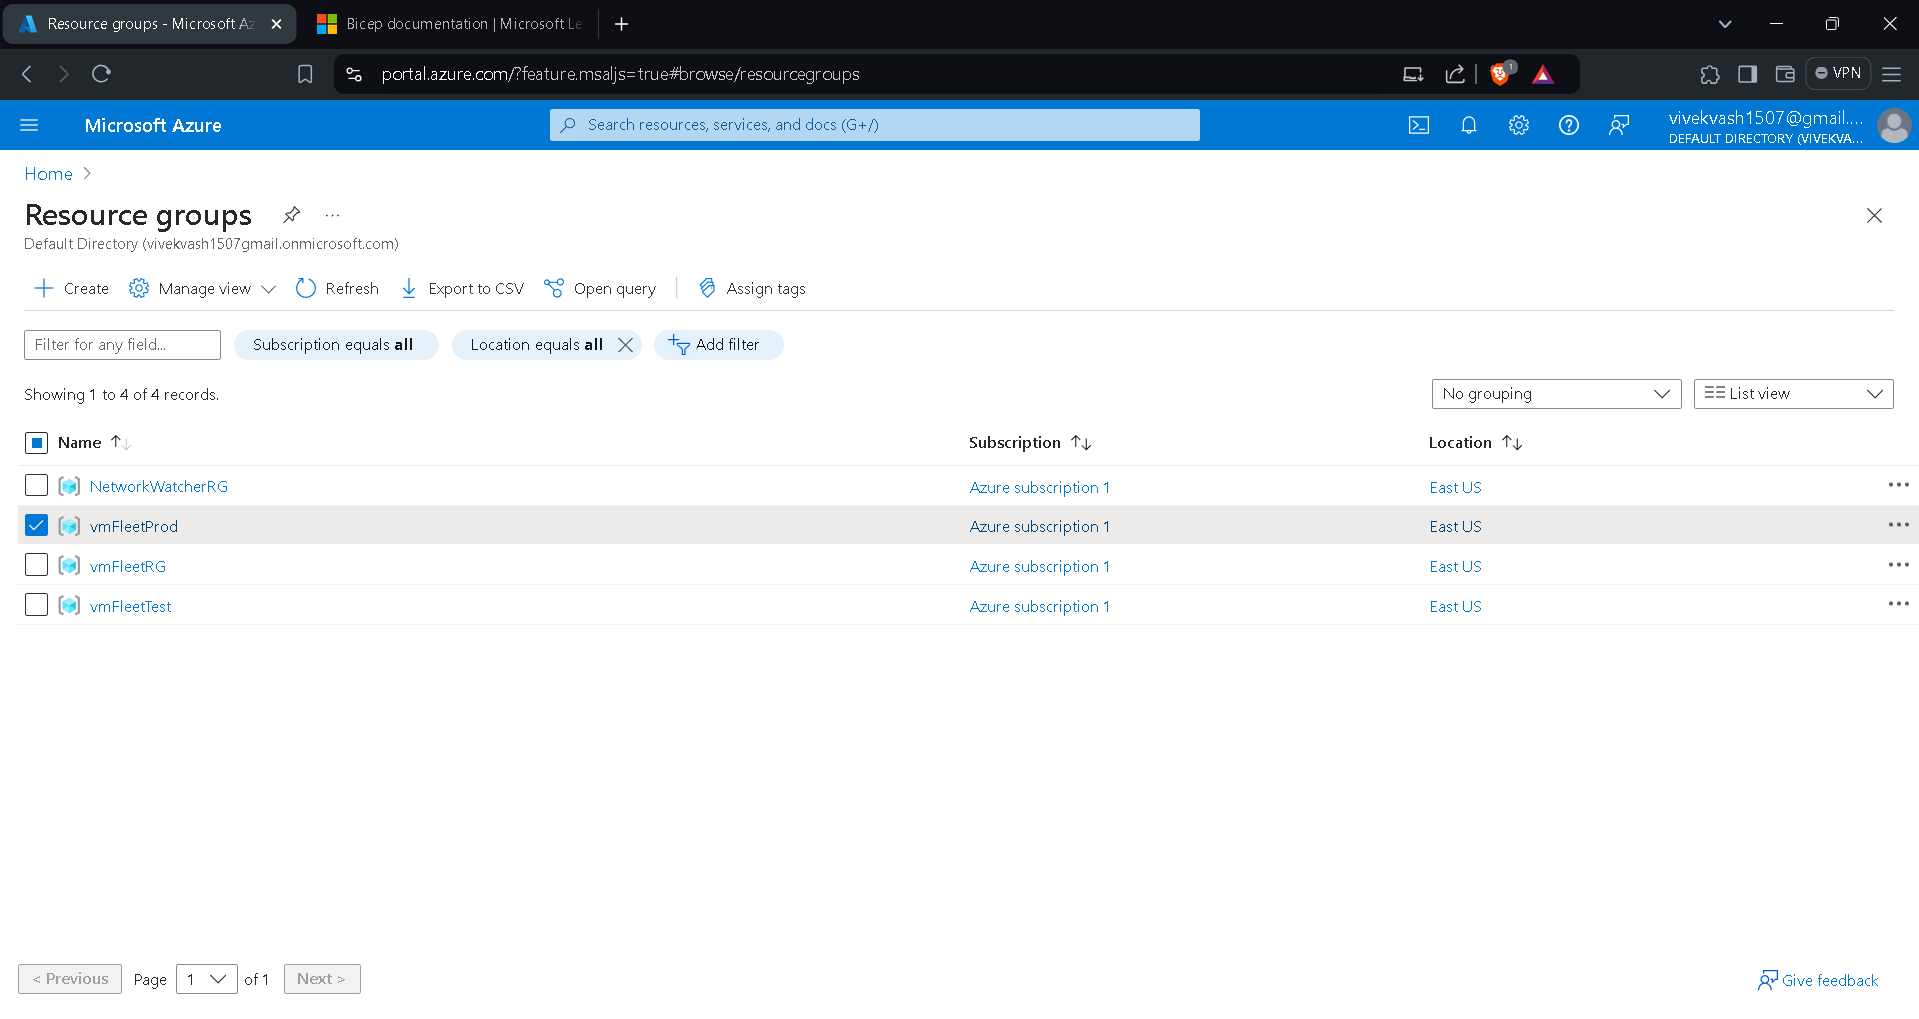 Resource groups - Microsoft Az
Bicep documentation | Microsoft Le
portal.azure.com/?feature.msaljs=true#browse/resourcegroups
1
VPN
Microsoft Azure
Search resources, services, and docs (G+/)
vivekvash1507@gmail....
DEFAULT DIRECTORY (VIVEKVA...
Home
Resource groups
...
Default Directory (vivekvash1507gmail.onmicrosoft.com)
Create
Manage view
Refresh
Export to CSV
Open query
Assign tags
Filter for any field...
Subscription equals all
Location equals all
Add filter
Showing 1 to 4 of 4 records.
No grouping
List view
Name
Subscription
Location
NetworkWatcherRG
Azure subscription 1
East US
vmFleetProd
Azure subscription 1
East US
vmFleetRG
Azure subscription 1
East US
vmFleetTest
Azure subscription 1
East US
< Previous
Page
1
of 1
Next >
Give feedback